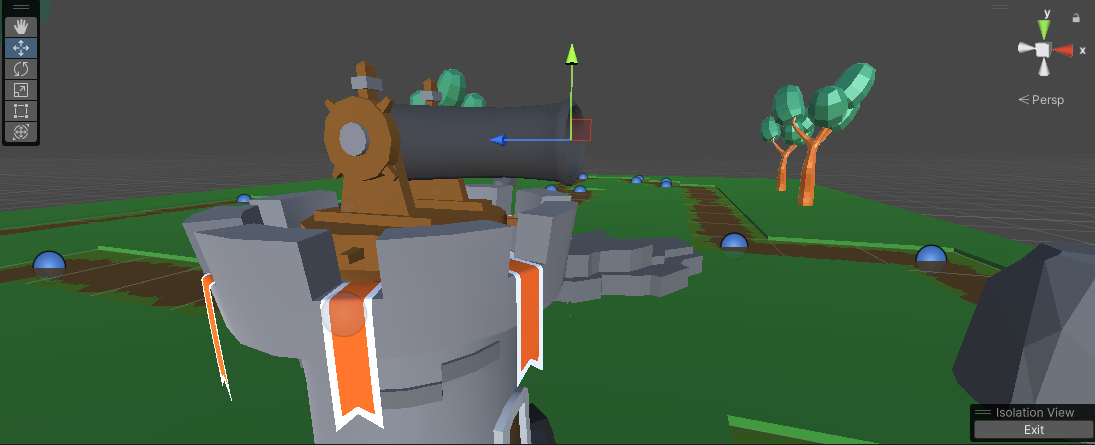 y
x
< Persp
Isolation View
Exit